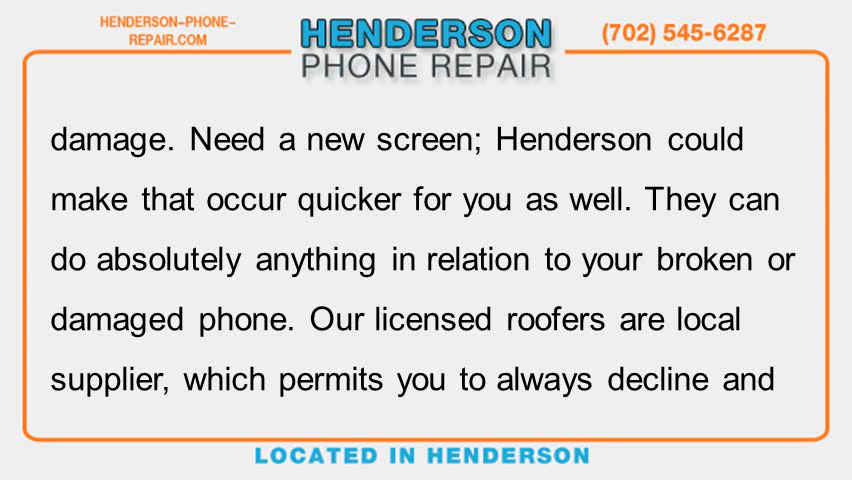 HENDERSON-PHONE-
REPAIR.COM
HENDERSON
PHONE REPAIR
(702) 545-6287
damage. Need a new screen; Henderson could
make that occur quicker for you as well. They can
do absolutely anything in relation to your broken or
damaged phone. Our licensed roofers are local
supplier, which permits you to always decline and
LOCATED IN HENDERSON